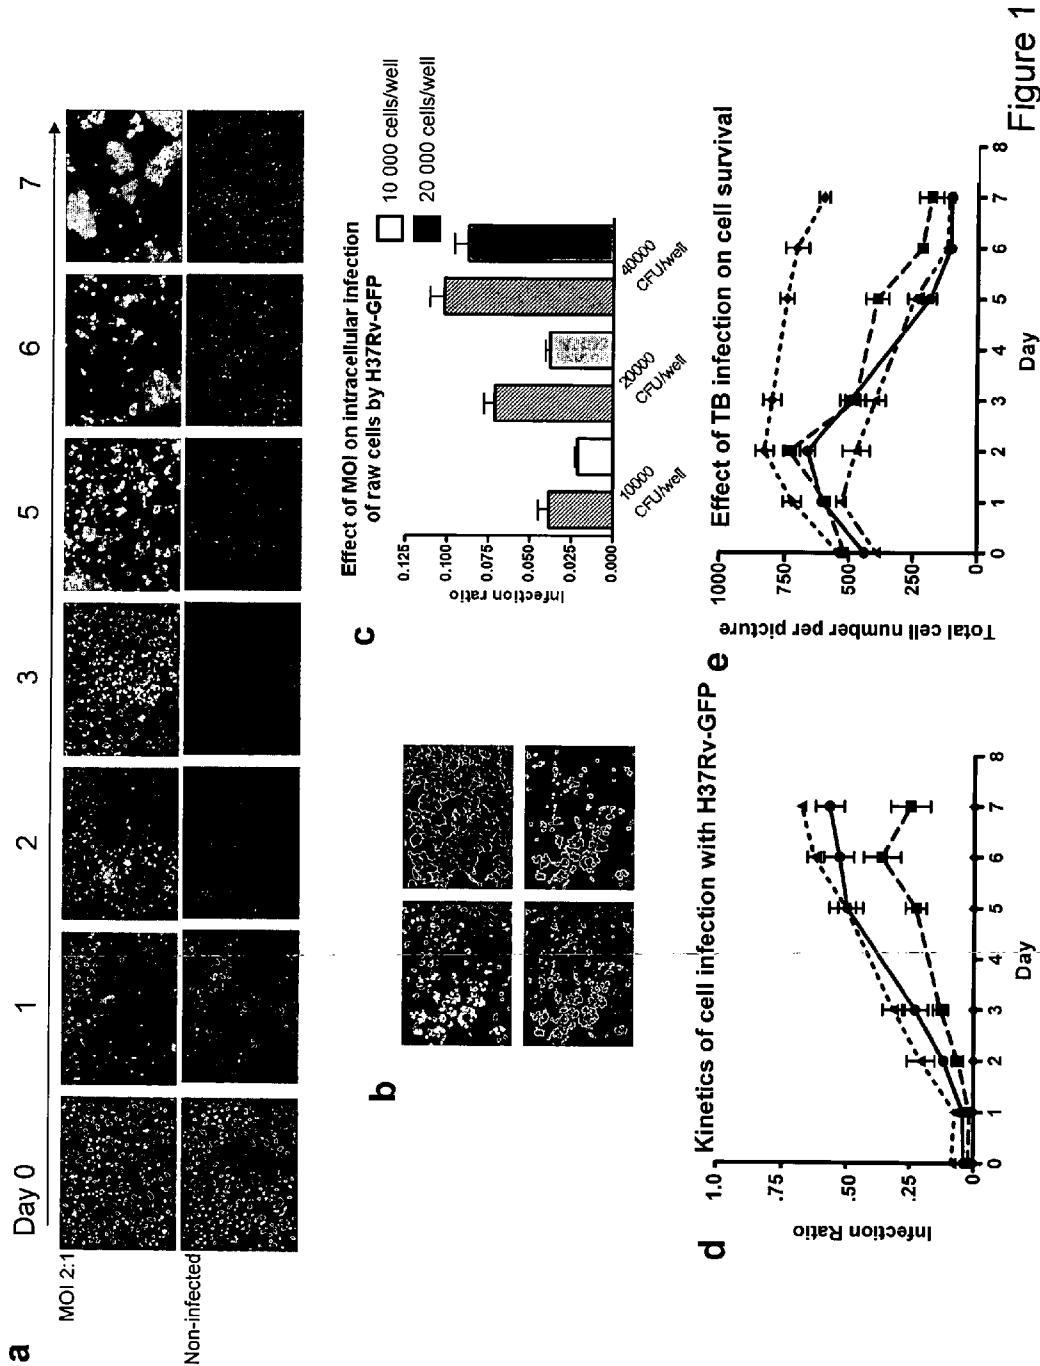 a
Day 0 1 2 3 5 6 7
MOI 2:1
Non-infected
b
c
Effect of MOI on intracellular infection
of raw cells by H37Rv-GFP
10 000 cells/well
20 000 cells/well
Infection ratio
0.125
0.100
0.075
0.050
0.025
0.000
10000
CFU/well
20000
CFU/well
40000
CFU/well
d
Kinetics of cell infection with H37Rv-GFP
Infection Ratio
1.0
.75
.50
.25
0
0 1 2 3 4 5 6 7 8
Day
e
Effect of TB infection on cell survival
Total cell number per picture
1000
750
500
250
0
0 1 2 3 4 5 6 7 8
Day
Figure 1